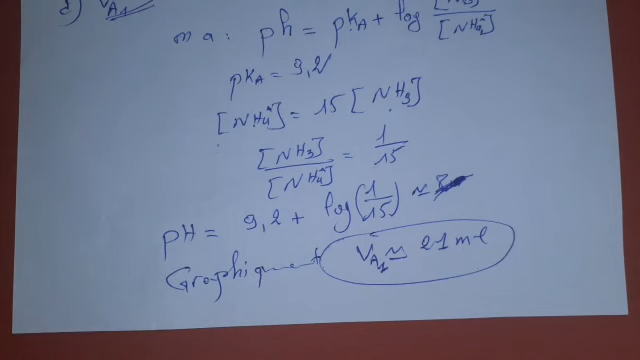 d) VA1
on a : ph = pKA + log [NH3]/[NH4+]
pKA = 9,2
[NH4+] = 15 [NH3]
[NH3]/[NH4+] = 1/15
pH = 9,2 + log(1/15) ≃
Graphiquement VA1 ≃ 21 ml